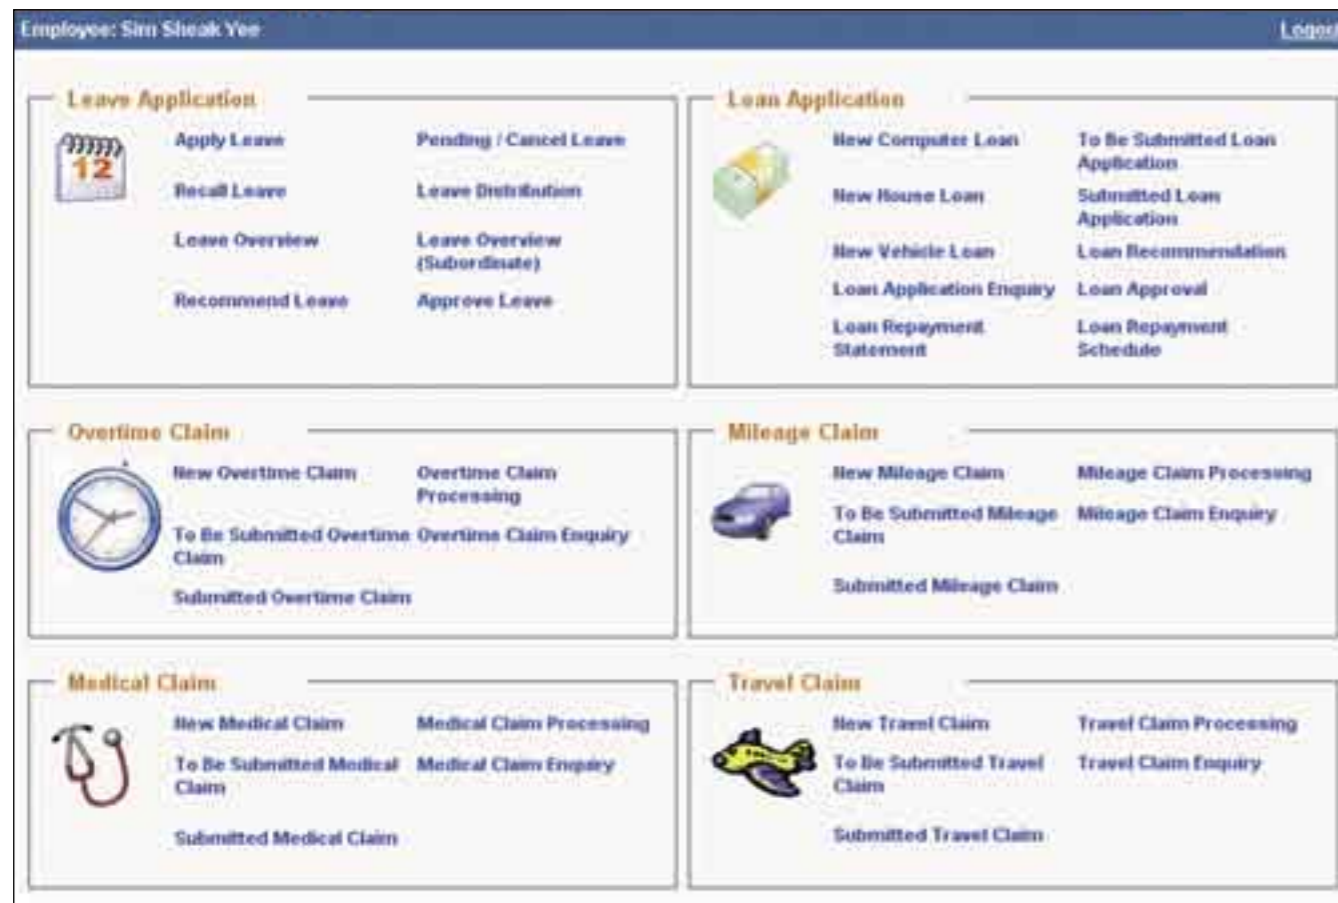 Employee: Sim Sheak Yee
Logout
Leave Application
12
Apply Leave
Pending / Cancel Leave
Recall Leave
Leave Distribution
Leave Overview
Leave Overview
(Subordinate)
Recommend Leave
Approve Leave
Loan Application
New Computer Loan
To Be Submitted Loan
Application
New House Loan
Submitted Loan
Application
New Vehicle Loan
Loan Recommendation
Loan Application Enquiry
Loan Approval
Loan Repayment
Statement
Loan Repayment
Schedule
Overtime Claim
New Overtime Claim
Overtime Claim
Processing
To Be Submitted Overtime
Claim
Overtime Claim Enquiry
Submitted Overtime Claim
Mileage Claim
New Mileage Claim
Mileage Claim Processing
To Be Submitted Mileage
Claim
Mileage Claim Enquiry
Submitted Mileage Claim
Medical Claim
New Medical Claim
Medical Claim Processing
To Be Submitted Medical
Claim
Medical Claim Enquiry
Submitted Medical Claim
Travel Claim
New Travel Claim
Travel Claim Processing
To Be Submitted Travel
Claim
Travel Claim Enquiry
Submitted Travel Claim